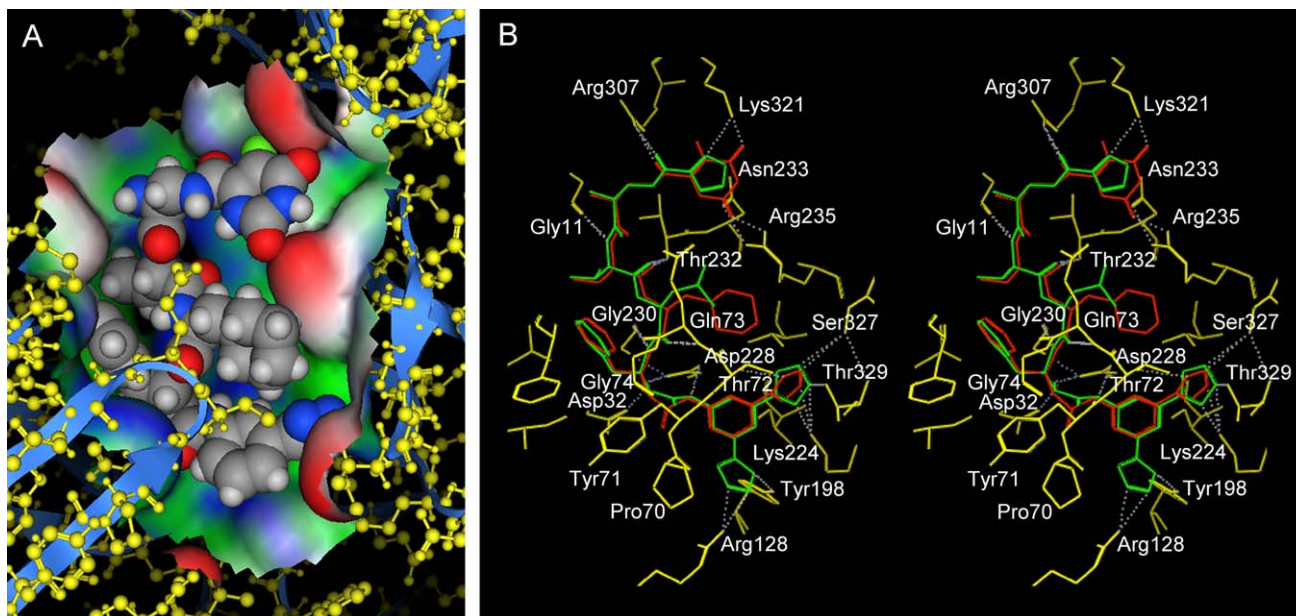 A
B
Arg307
Lys321
Asn233
Arg235
Gly11
Thr232
Gly230
Gln73
Ser327
Asp228
Gly74
Thr72
Thr329
Asp32
Lys224
Tyr71
Tyr198
Pro70
Arg128
Arg307
Lys321
Asn233
Arg235
Gly11
Thr232
Gly230
Gln73
Ser327
Asp228
Gly74
Thr72
Thr329
Asp32
Lys224
Tyr71
Tyr198
Pro70
Arg128